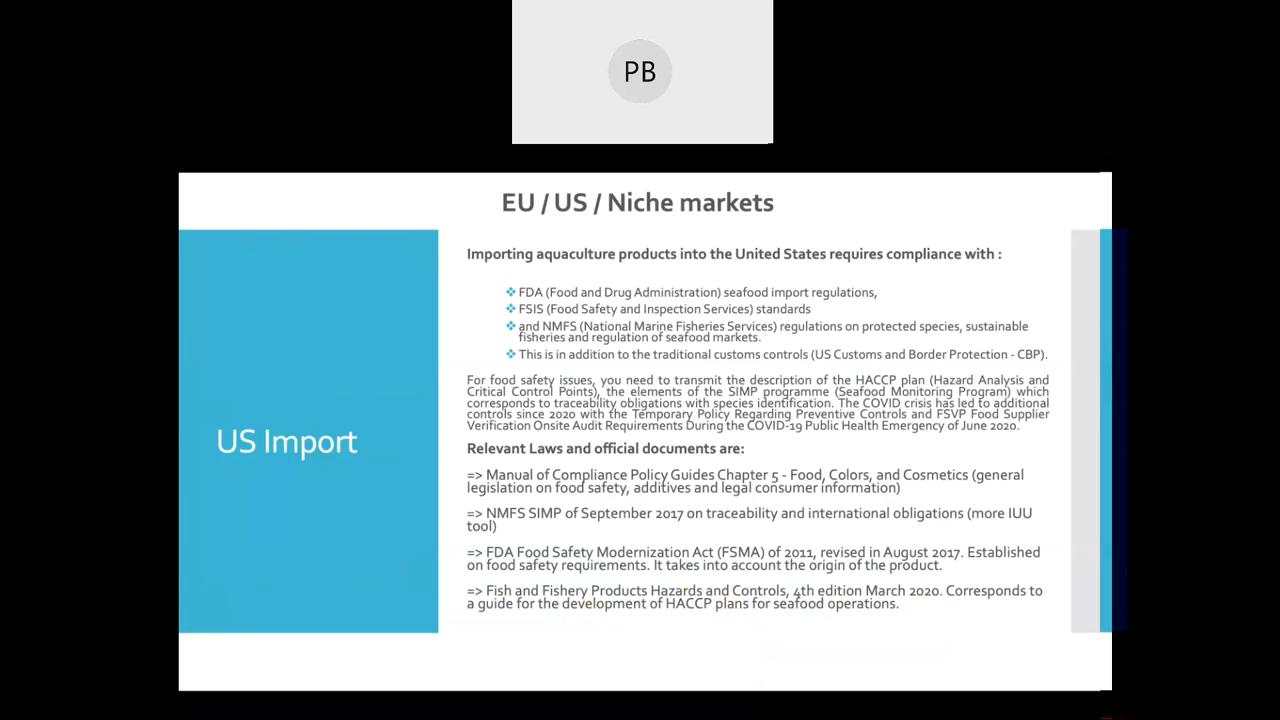 PB
EU / US / Niche markets
US Import
Importing aquaculture products into the United States requires compliance with :
❖ FDA (Food and Drug Administration) seafood import regulations,
❖ FSIS (Food Safety and Inspection Services) standards
❖ and NMFS (National Marine Fisheries Services) regulations on protected species, sustainable
fisheries and regulation of seafood markets.
❖ This is in addition to the traditional customs controls (US Customs and Border Protection - CBP).
For food safety issues, you need to transmit the description of the HACCP plan (Hazard Analysis and
Critical Control Points), the elements of the SIMP programme (Seafood Monitoring Program) which
corresponds to traceability obligations with species identification. The COVID crisis has led to additional
controls since 2020 with the Temporary Policy Regarding Preventive Controls and FSVP Food Supplier
Verification Onsite Audit Requirements During the COVID-19 Public Health Emergency of June 2020.
Relevant Laws and official documents are:
=> Manual of Compliance Policy Guides Chapter 5 - Food, Colors, and Cosmetics (general
legislation on food safety, additives and legal consumer information)
=> NMFS SIMP of September 2017 on traceability and international obligations (more IUU
tool)
=> FDA Food Safety Modernization Act (FSMA) of 2011, revised in August 2017. Established
on food safety requirements. It takes into account the origin of the product.
=> Fish and Fishery Products Hazards and Controls, 4th edition March 2020. Corresponds to
a guide for the development of HACCP plans for seafood operations.